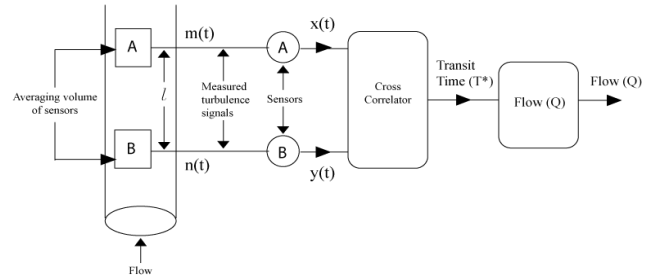 A
m(t)
A
x(t)
Averaging volume
of sensors
l
Measured
turbulence
signals
Sensors
Cross
Correlator
Transit
Time (T*)
Flow (Q)
Flow (Q)
B
n(t)
B
y(t)
Flow